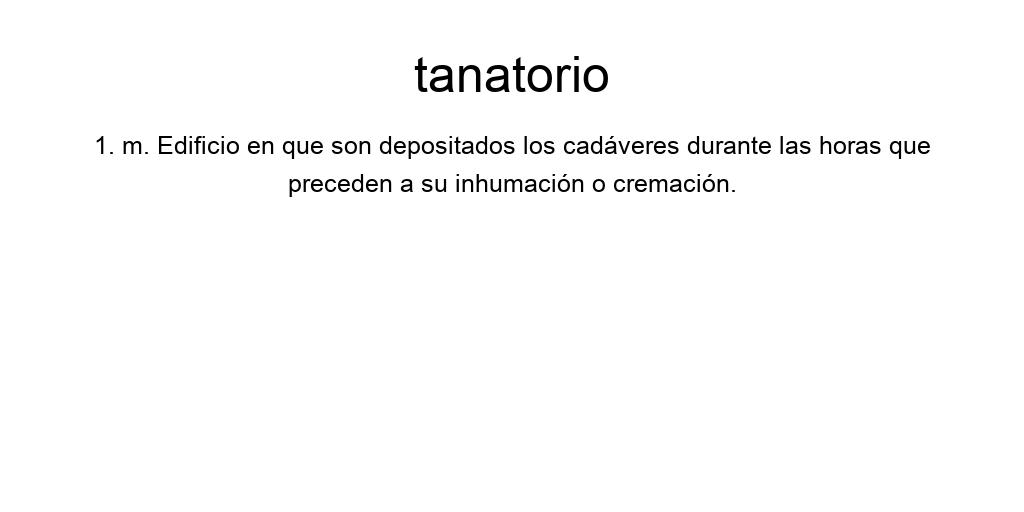 tanatorio
1. m. Edificio en que son depositados los cadáveres durante las horas que
preceden a su inhumación o cremación.